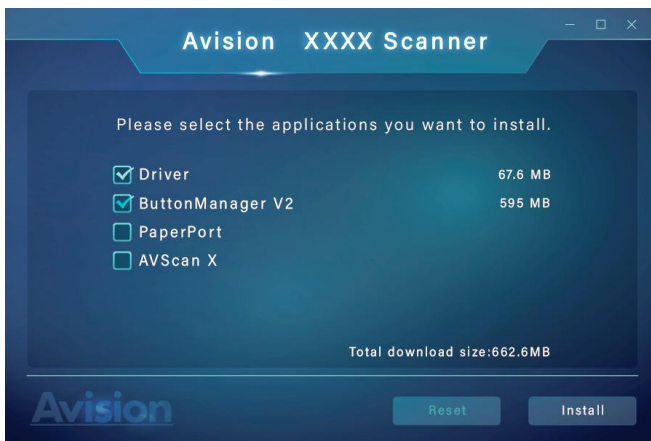 Avision XXXX Scanner
Please select the applications you want to install.
Driver 67.6 MB
ButtonManager V2 595 MB
PaperPort
AVScan X
Total download size:662.6MB
Avision
Reset Install